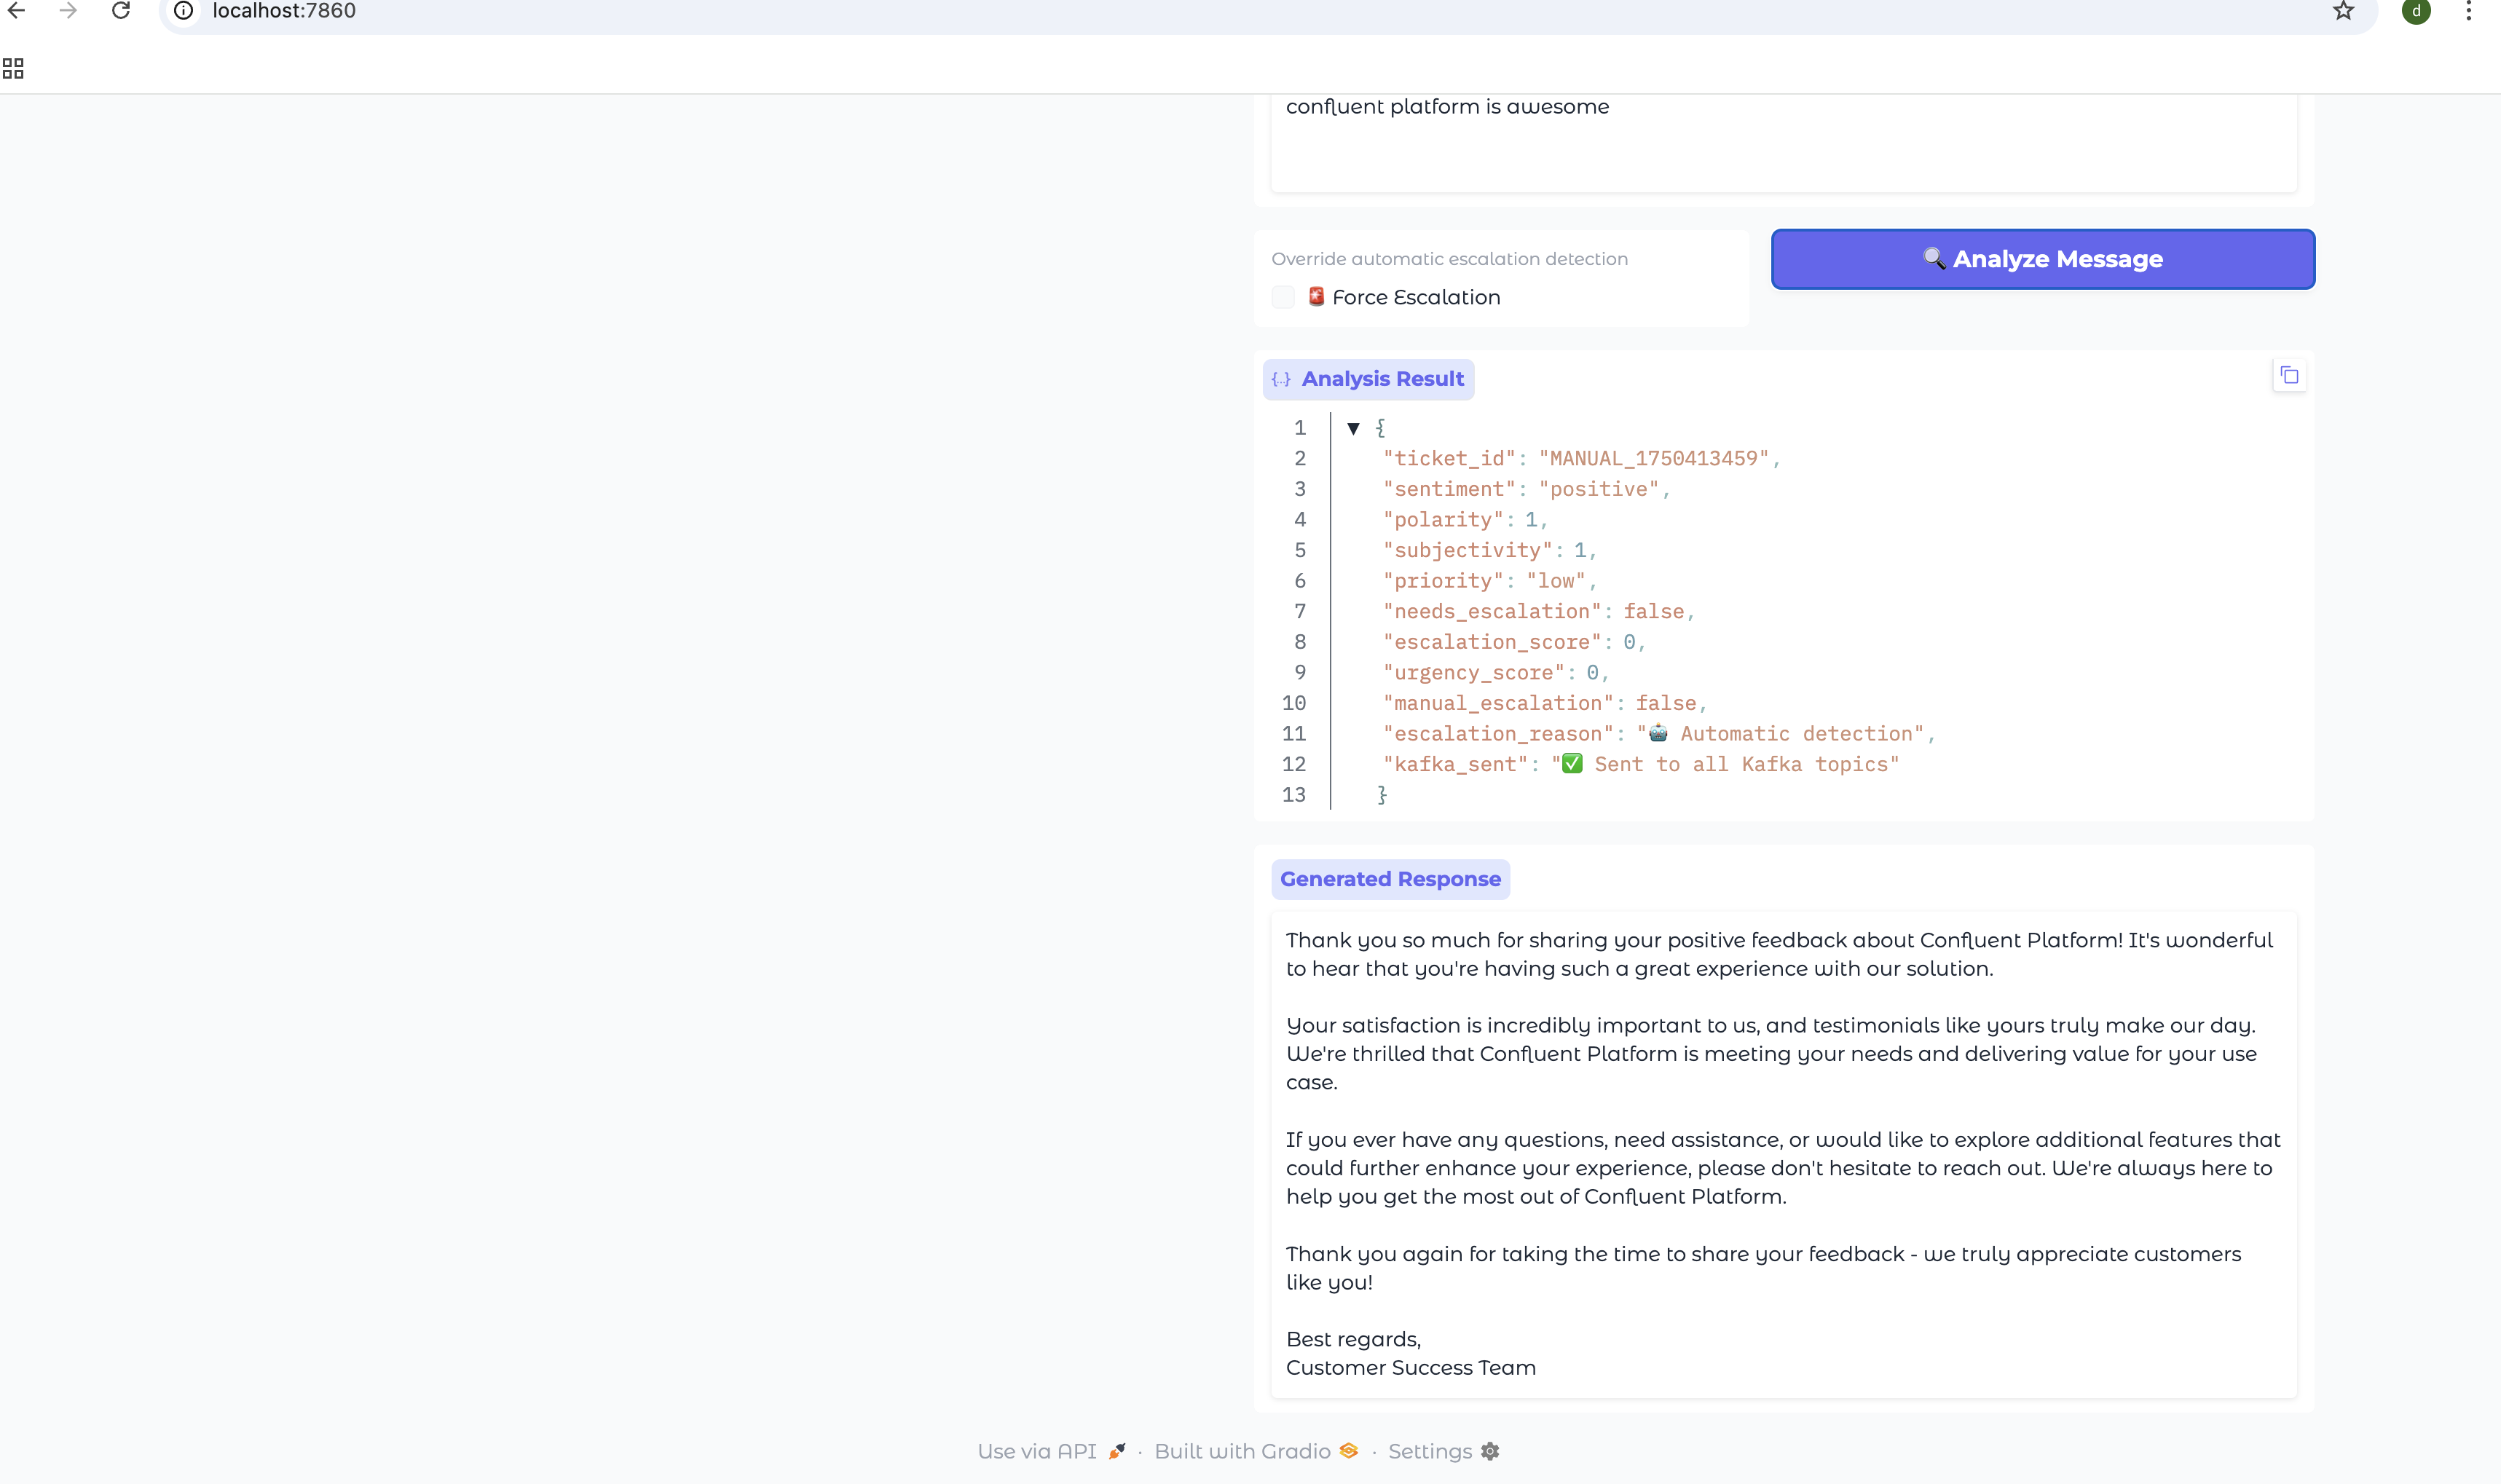 localhost:7860
d
confluent platform is awesome
Override automatic escalation detection
🚨 Force Escalation
🔍 Analyze Message
{...} Analysis Result
1 ▼ {
2 "ticket_id": "MANUAL_1750413459",
3 "sentiment": "positive",
4 "polarity": 1,
5 "subjectivity": 1,
6 "priority": "low",
7 "needs_escalation": false,
8 "escalation_score": 0,
9 "urgency_score": 0,
10 "manual_escalation": false,
11 "escalation_reason": "🤖 Automatic detection",
12 "kafka_sent": "✅ Sent to all Kafka topics"
13 }
Generated Response
Thank you so much for sharing your positive feedback about Confluent Platform! It's wonderful
to hear that you're having such a great experience with our solution.
Your satisfaction is incredibly important to us, and testimonials like yours truly make our day.
We're thrilled that Confluent Platform is meeting your needs and delivering value for your use
case.
If you ever have any questions, need assistance, or would like to explore additional features that
could further enhance your experience, please don't hesitate to reach out. We're always here to
help you get the most out of Confluent Platform.
Thank you again for taking the time to share your feedback - we truly appreciate customers
like you!
Best regards,
Customer Success Team
Use via API 🚀 · Built with Gradio · Settings ⚙️